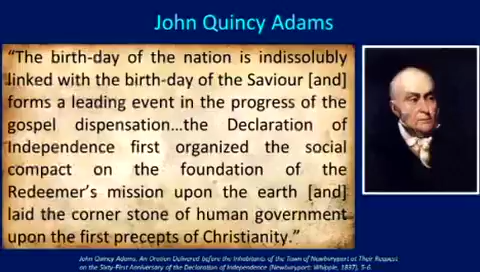 John Quincy Adams
“The birth-day of the nation is indissolubly
linked with the birth-day of the Saviour [and]
forms a leading event in the progress of the
gospel dispensation…the Declaration of
Independence first organized the social
compact on the foundation of the
Redeemer’s mission upon the earth [and]
laid the corner stone of human government
upon the first precepts of Christianity.”
John Quincy Adams, An Oration Delivered before the Inhabitants of the Town of Newburyport at Their Request
on the Sixty-First Anniversary of the Declaration of Independence (Newburyport: Whipple, 1837), 5-6.